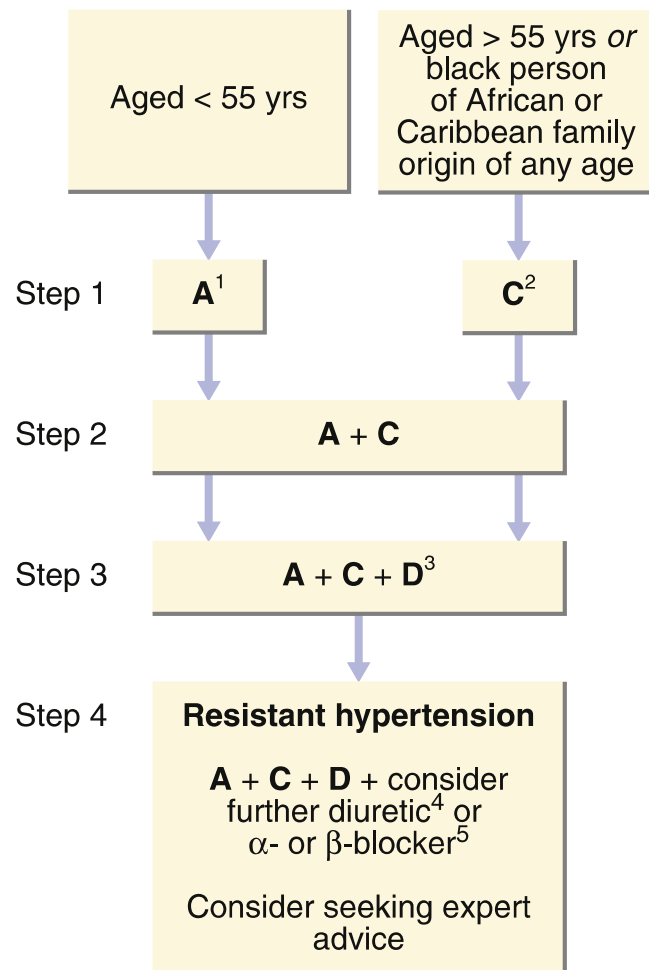 Aged < 55 yrs
Aged > 55 yrs or
black person
of African or
Caribbean family
origin of any age
Step 1
A¹
C²
Step 2
A + C
Step 3
A + C + D³
Step 4
Resistant hypertension
A + C + D + consider
further diuretic⁴ or
α- or β-blocker⁵
Consider seeking expert
advice